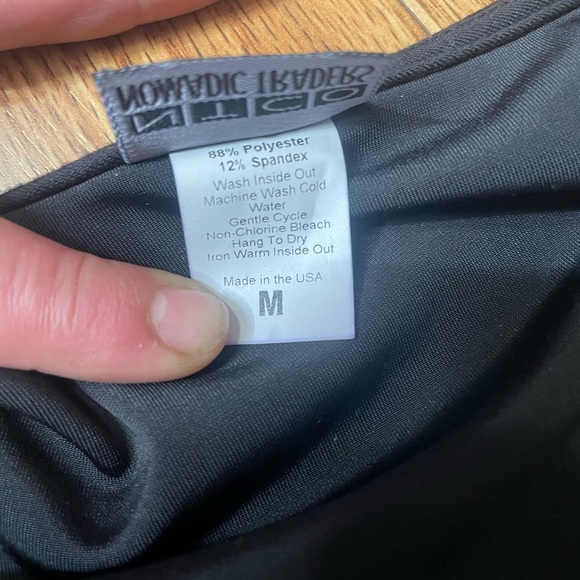 NOMADIC TRADERS
NTCO
88% Polyester
12% Spandex
Wash Inside Out
Machine Wash Cold
Water
Gentle Cycle
Non-Chlorine Bleach
Hang To Dry
Iron Warm Inside Out
Made in the USA
M